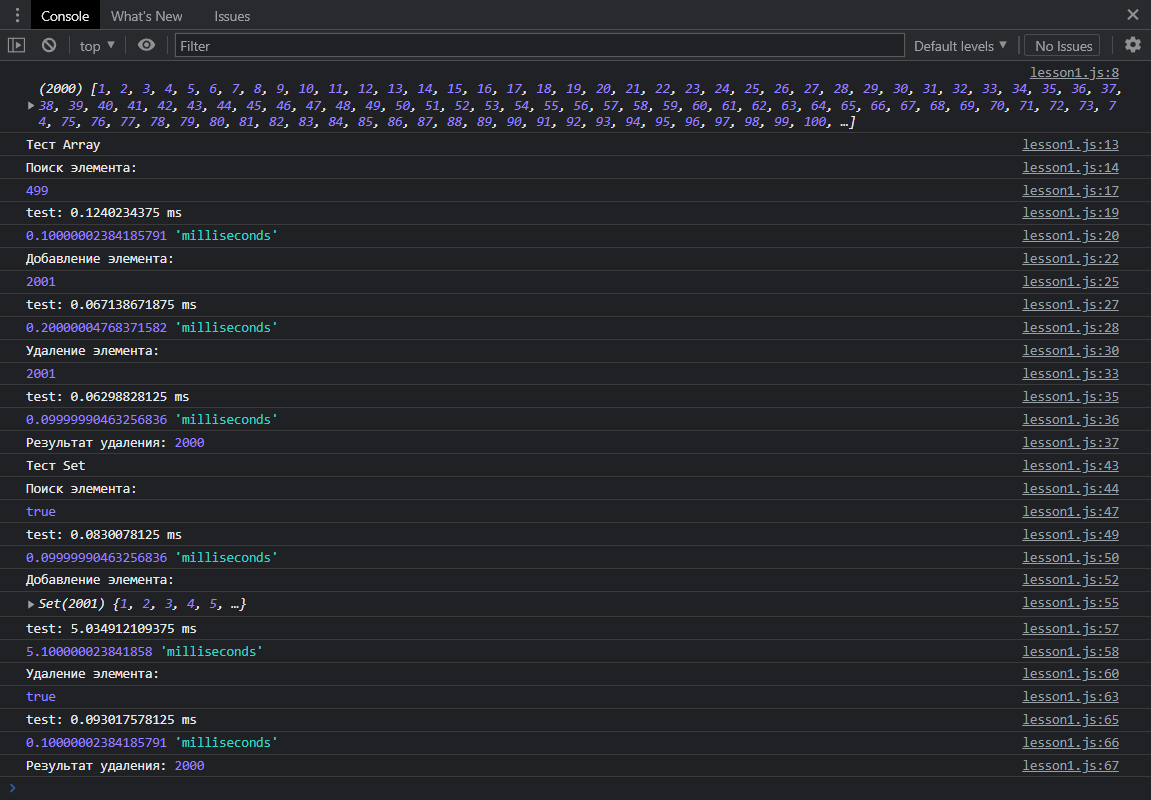 Console What's New Issues
top Filter Default levels No Issues
lesson1.js:8
(2000) [1, 2, 3, 4, 5, 6, 7, 8, 9, 10, 11, 12, 13, 14, 15, 16, 17, 18, 19, 20, 21, 22, 23, 24, 25, 26, 27, 28, 29, 30, 31, 32, 33, 34, 35, 36, 37,
38, 39, 40, 41, 42, 43, 44, 45, 46, 47, 48, 49, 50, 51, 52, 53, 54, 55, 56, 57, 58, 59, 60, 61, 62, 63, 64, 65, 66, 67, 68, 69, 70, 71, 72, 73, 7
4, 75, 76, 77, 78, 79, 80, 81, 82, 83, 84, 85, 86, 87, 88, 89, 90, 91, 92, 93, 94, 95, 96, 97, 98, 99, 100, …]
Тест Array lesson1.js:13
Поиск элемента: lesson1.js:14
499 lesson1.js:17
test: 0.1240234375 ms lesson1.js:19
0.10000002384185791 'milliseconds' lesson1.js:20
Добавление элемента: lesson1.js:22
2001 lesson1.js:25
test: 0.067138671875 ms lesson1.js:27
0.20000004768371582 'milliseconds' lesson1.js:28
Удаление элемента: lesson1.js:30
2001 lesson1.js:33
test: 0.06298828125 ms lesson1.js:35
0.09999990463256836 'milliseconds' lesson1.js:36
Результат удаления: 2000 lesson1.js:37
Тест Set lesson1.js:43
Поиск элемента: lesson1.js:44
true lesson1.js:47
test: 0.0830078125 ms lesson1.js:49
0.09999990463256836 'milliseconds' lesson1.js:50
Добавление элемента: lesson1.js:52
Set(2001) {1, 2, 3, 4, 5, …} lesson1.js:55
test: 5.034912109375 ms lesson1.js:57
5.100000023841858 'milliseconds' lesson1.js:58
Удаление элемента: lesson1.js:60
true lesson1.js:63
test: 0.093017578125 ms lesson1.js:65
0.10000002384185791 'milliseconds' lesson1.js:66
Результат удаления: 2000 lesson1.js:67